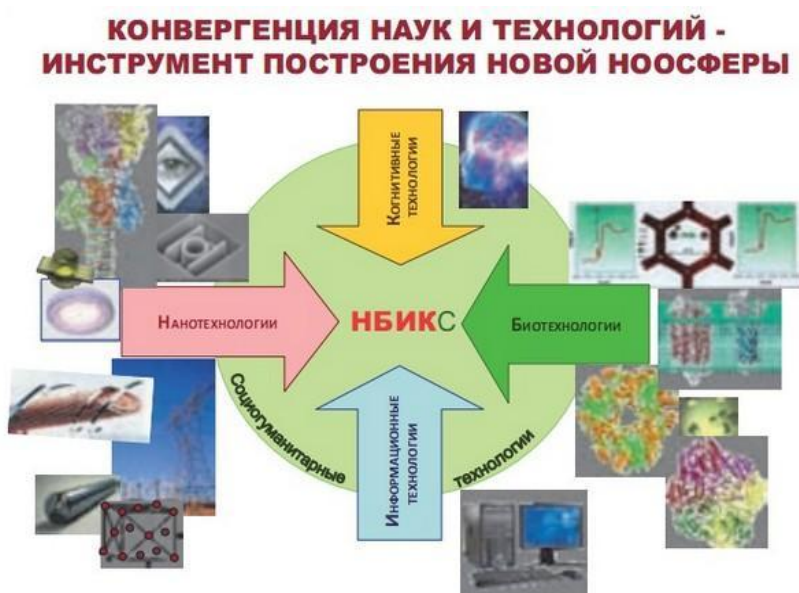 КОНВЕРГЕНЦИЯ НАУК И ТЕХНОЛОГИЙ -
ИНСТРУМЕНТ ПОСТРОЕНИЯ НОВОЙ НООСФЕРЫ
КОГНИТИВНЫЕ
ТЕХНОЛОГИИ
НАНОТЕХНОЛОГИИ
НБИКС
БИОТЕХНОЛОГИИ
ИНФОРМАЦИОННЫЕ
ТЕХНОЛОГИИ
Социогуманитарные
технологии